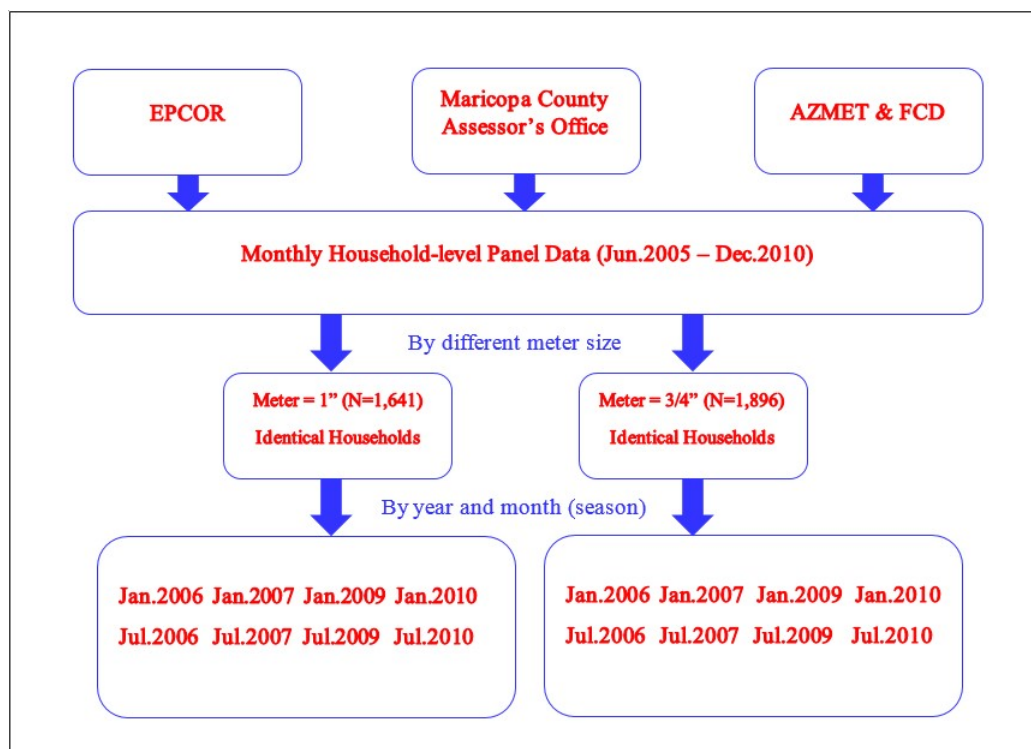 EPCOR
Maricopa County
Assessor’s Office
AZMET & FCD
Monthly Household-level Panel Data (Jun.2005 – Dec.2010)
By different meter size
Meter = 1” (N=1,641)
Identical Households
Meter = 3/4” (N=1,896)
Identical Households
By year and month (season)
Jan.2006 Jan.2007 Jan.2009 Jan.2010
Jul.2006 Jul.2007 Jul.2009 Jul.2010
Jan.2006 Jan.2007 Jan.2009 Jan.2010
Jul.2006 Jul.2007 Jul.2009 Jul.2010